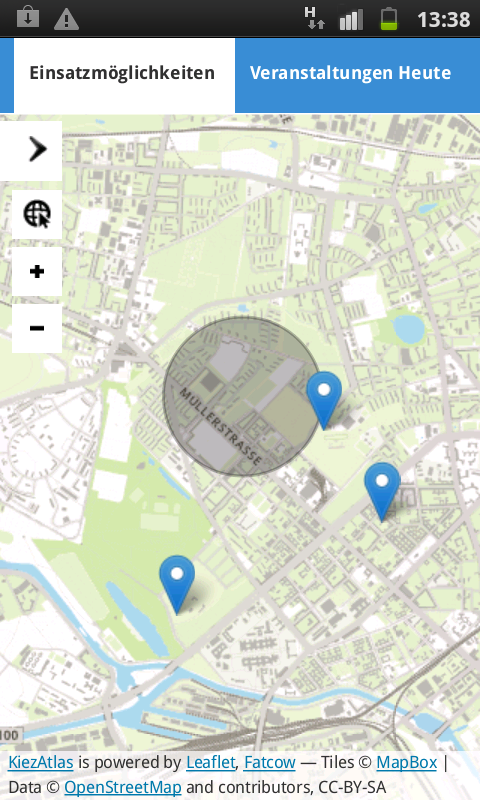 H
13:38
Einsatzmöglichkeiten
Veranstaltungen Heute
+
−
MÜLLERSTRASSE
100
KiezAtlas is powered by Leaflet, Fatcow — Tiles © MapBox |
Data © OpenStreetMap and contributors, CC-BY-SA